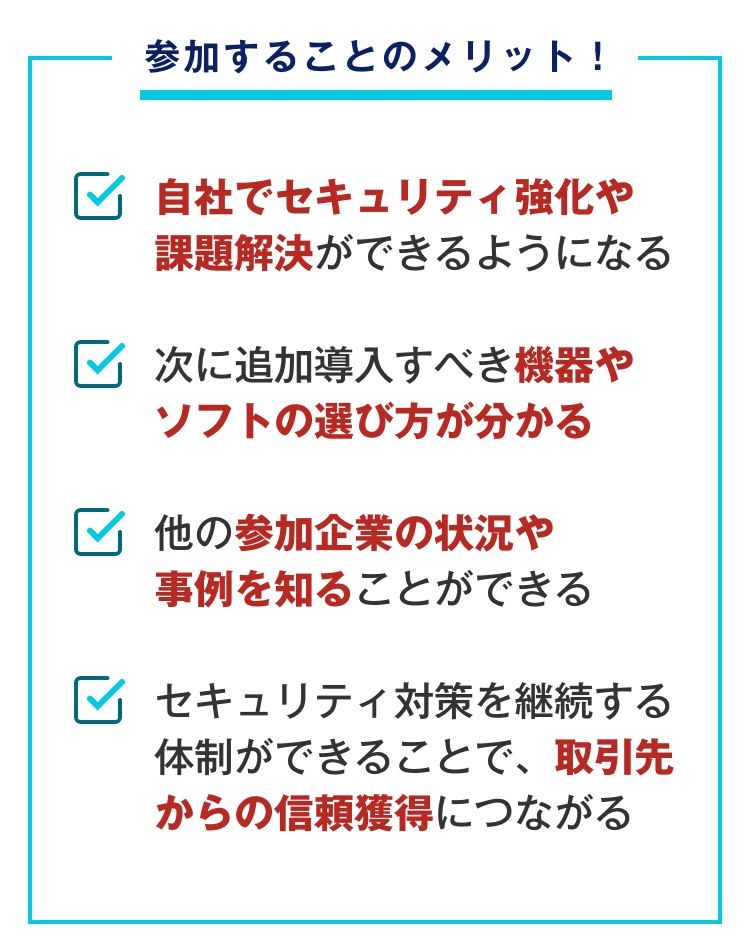 参加することのメリット！
自社でセキュリティ強化や
課題解決ができるようになる
次に追加導入すべき機器や
ソフトの選び方が分かる
他の参加企業の状況や
事例を知ることができる
セキュリティ対策を継続する
体制ができることで、取引先
からの信頼獲得につながる